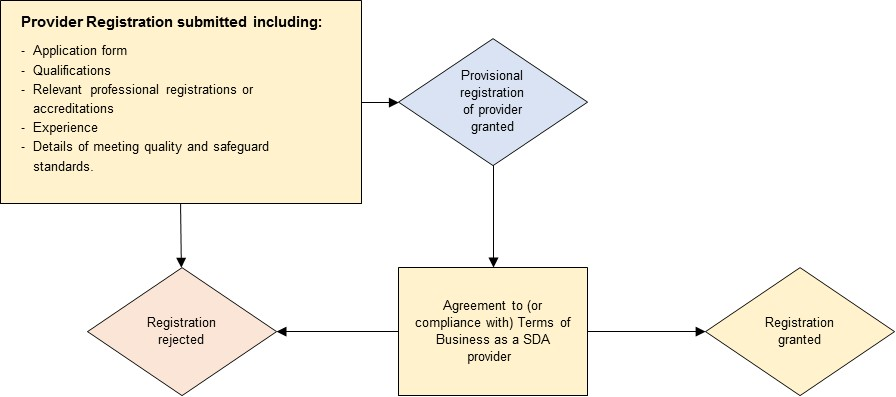 Provider Registration submitted including:
- Application form
- Qualifications
- Relevant professional registrations or
accreditations
- Experience
- Details of meeting quality and safeguard
standards.
Provisional
registration
of provider
granted
Registration
rejected
Agreement to (or
compliance with) Terms of
Business as a SDA
provider
Registration
granted